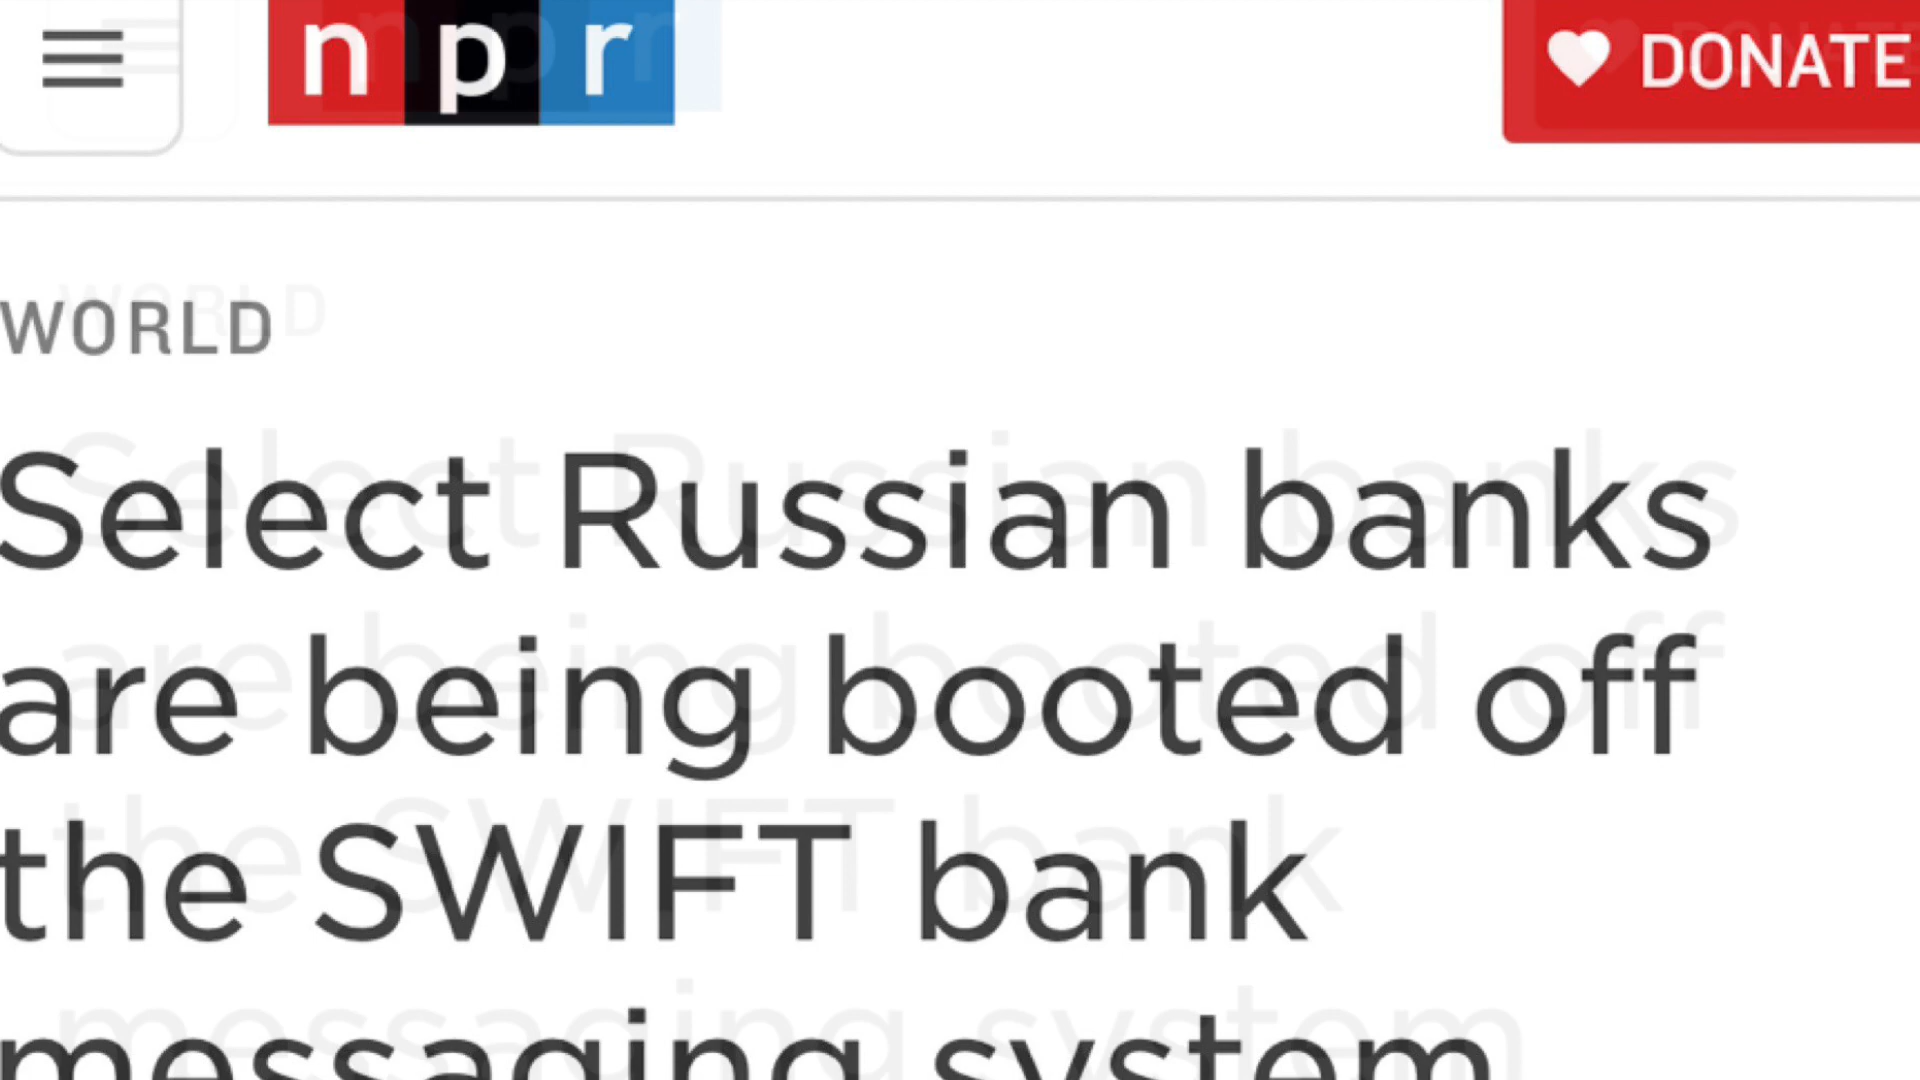 npr
DONATE
WORLD
Select Russian banks
are being booted off
the SWIFT bank
messaging system